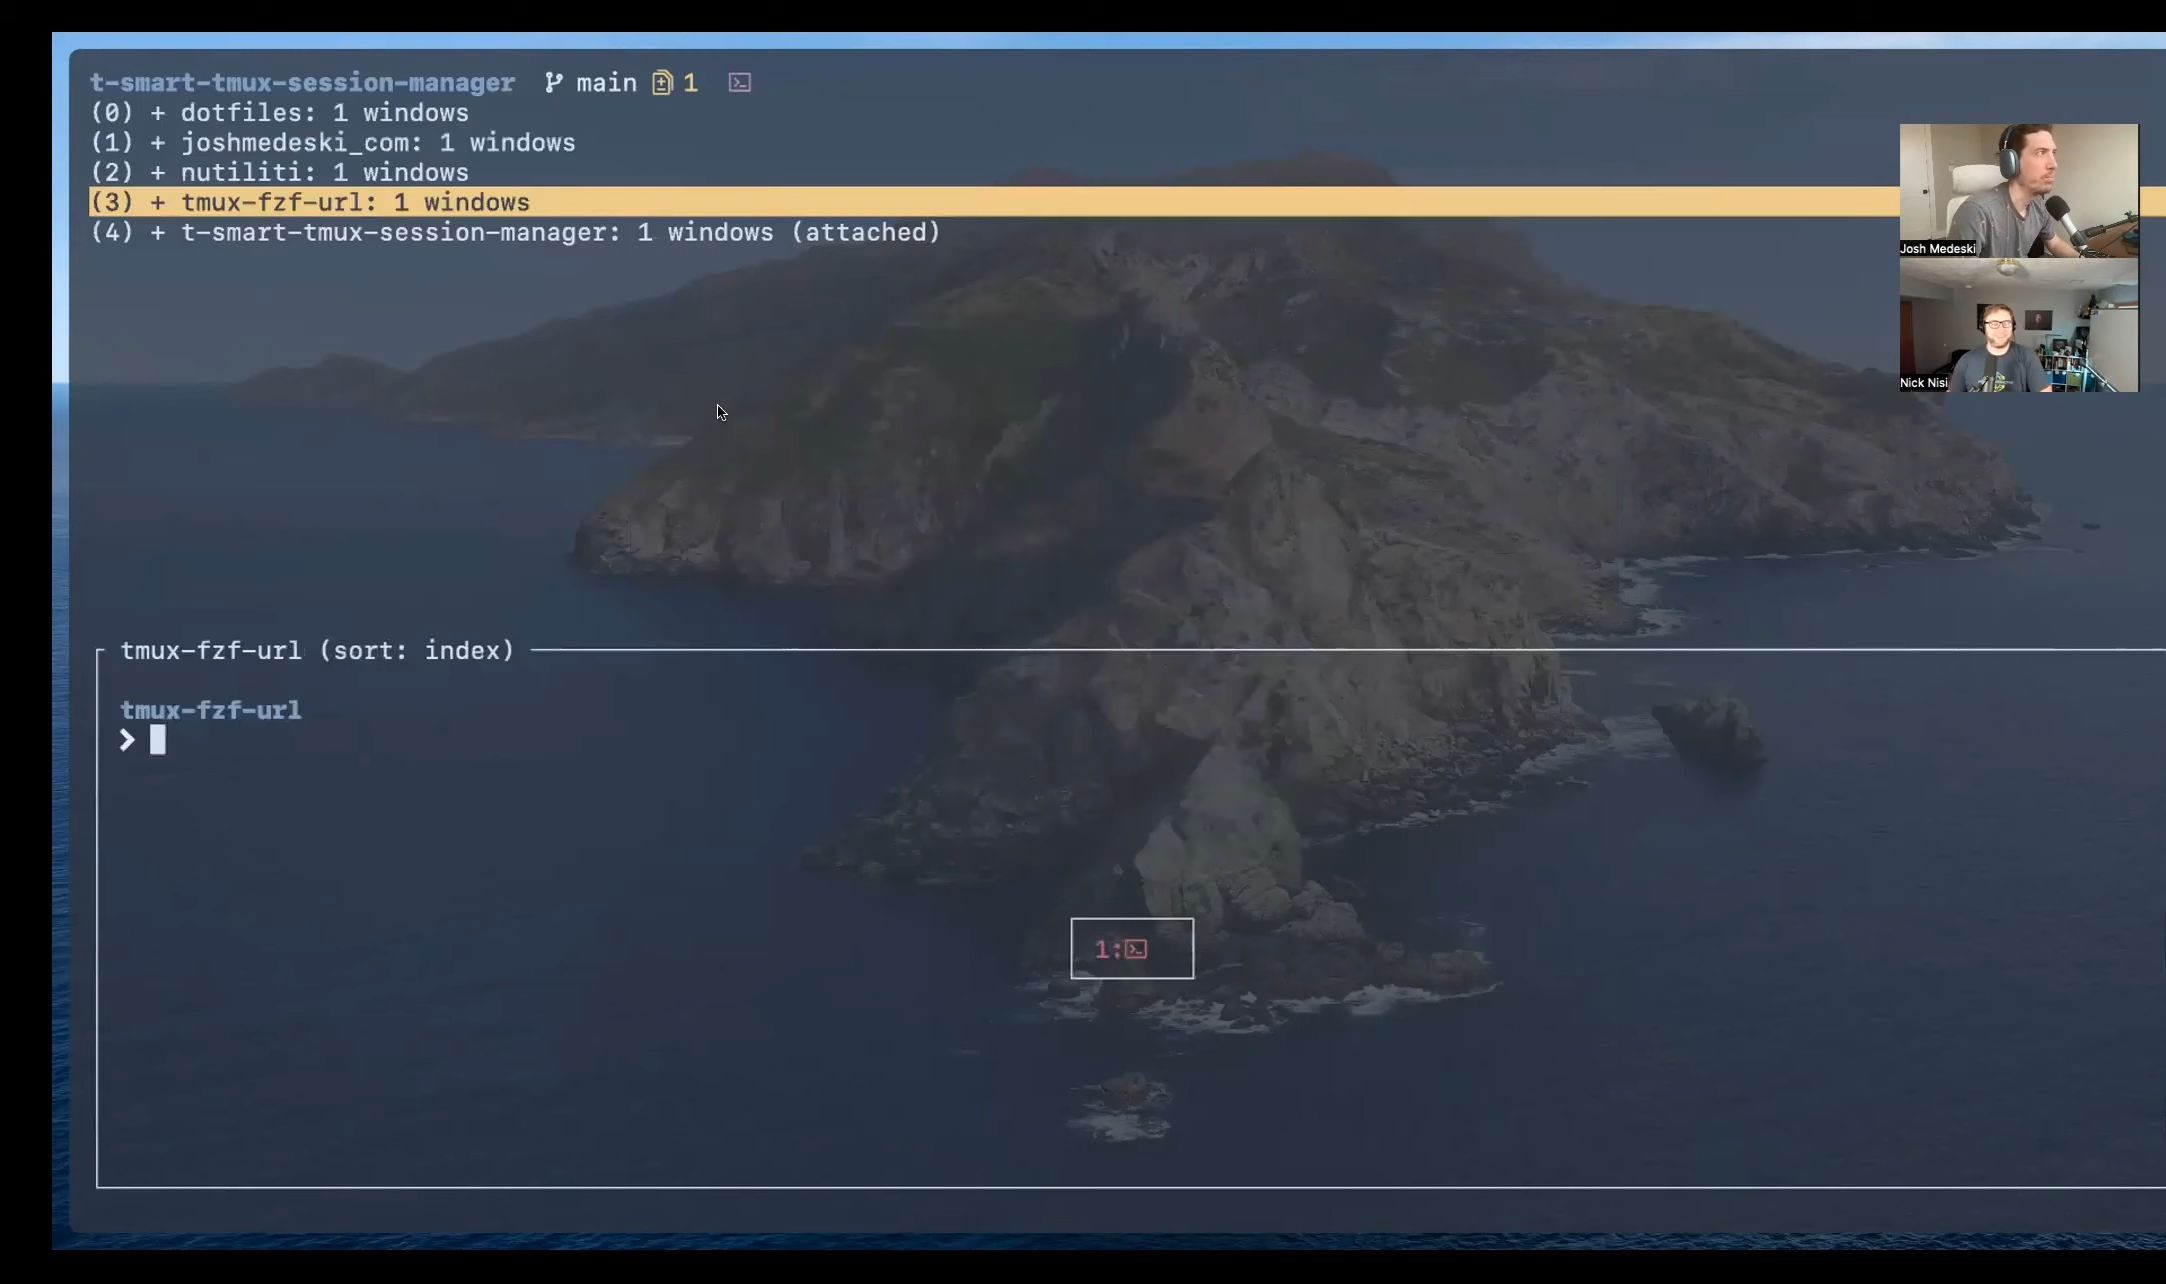 t-smart-tmux-session-manager main 1
(0) + dotfiles: 1 windows
(1) + joshmedeski_com: 1 windows
(2) + nutiliti: 1 windows
(3) + tmux-fzf-url: 1 windows
(4) + t-smart-tmux-session-manager: 1 windows (attached)
Josh Medeski
Nick Nisi
tmux-fzf-url (sort: index)
tmux-fzf-url
❯
1: